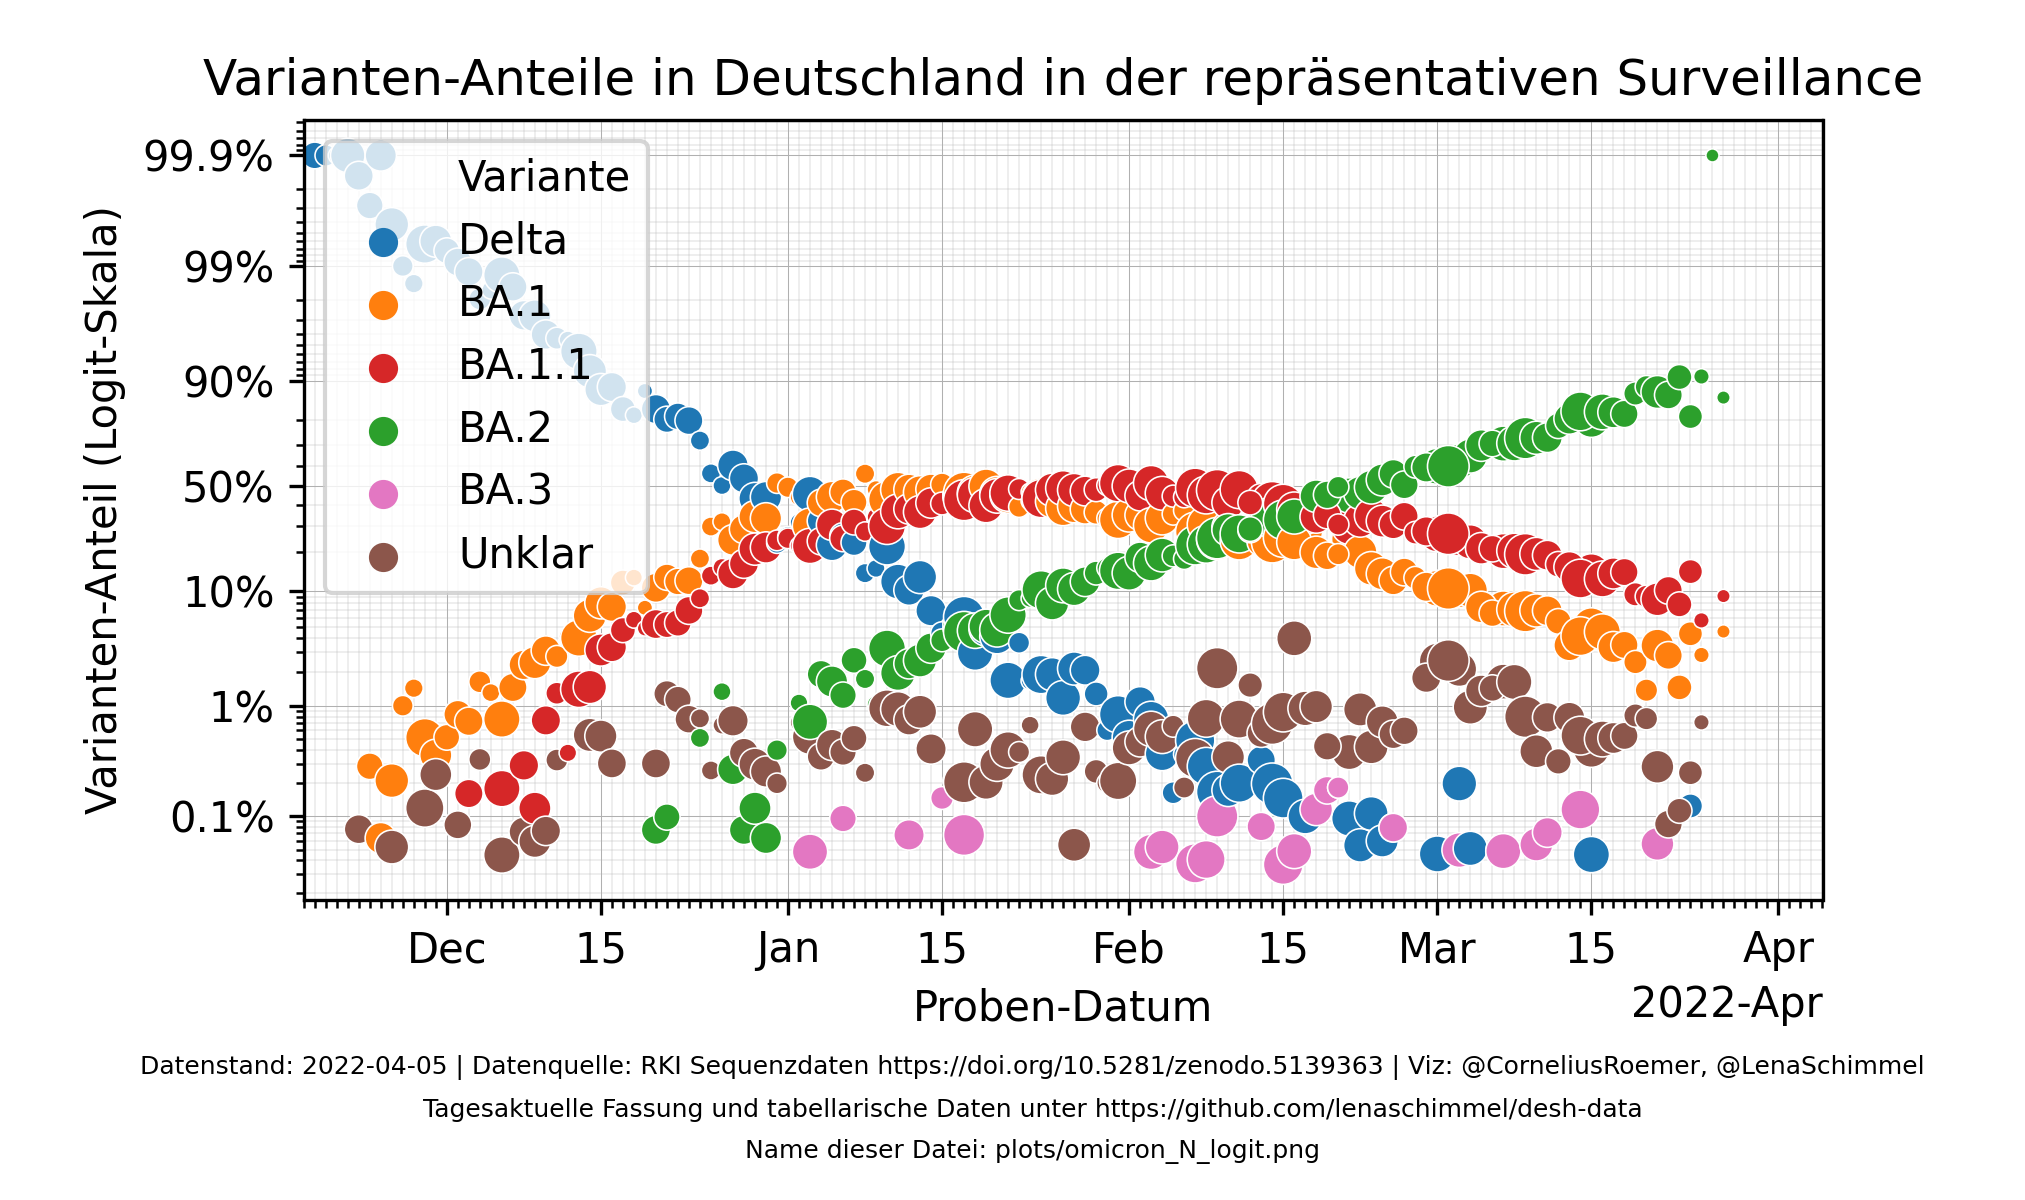 Varianten-Anteile in Deutschland in der repräsentativen Surveillance
Varianten-Anteil (Logit-Skala)
99.9%
99%
90%
50%
10%
1%
0.1%
Variante
Delta
BA.1
BA.1.1
BA.2
BA.3
Unklar
Dec 15 Jan 15 Feb 15 Mar 15 Apr
Proben-Datum
2022-Apr
Datenstand: 2022-04-05 | Datenquelle: RKI Sequenzdaten https://doi.org/10.5281/zenodo.5139363 | Viz: @CorneliusRoemer, @LenaSchimmel
Tagesaktuelle Fassung und tabellarische Daten unter https://github.com/lenaschimmel/desh-data
Name dieser Datei: plots/omicron_N_logit.png